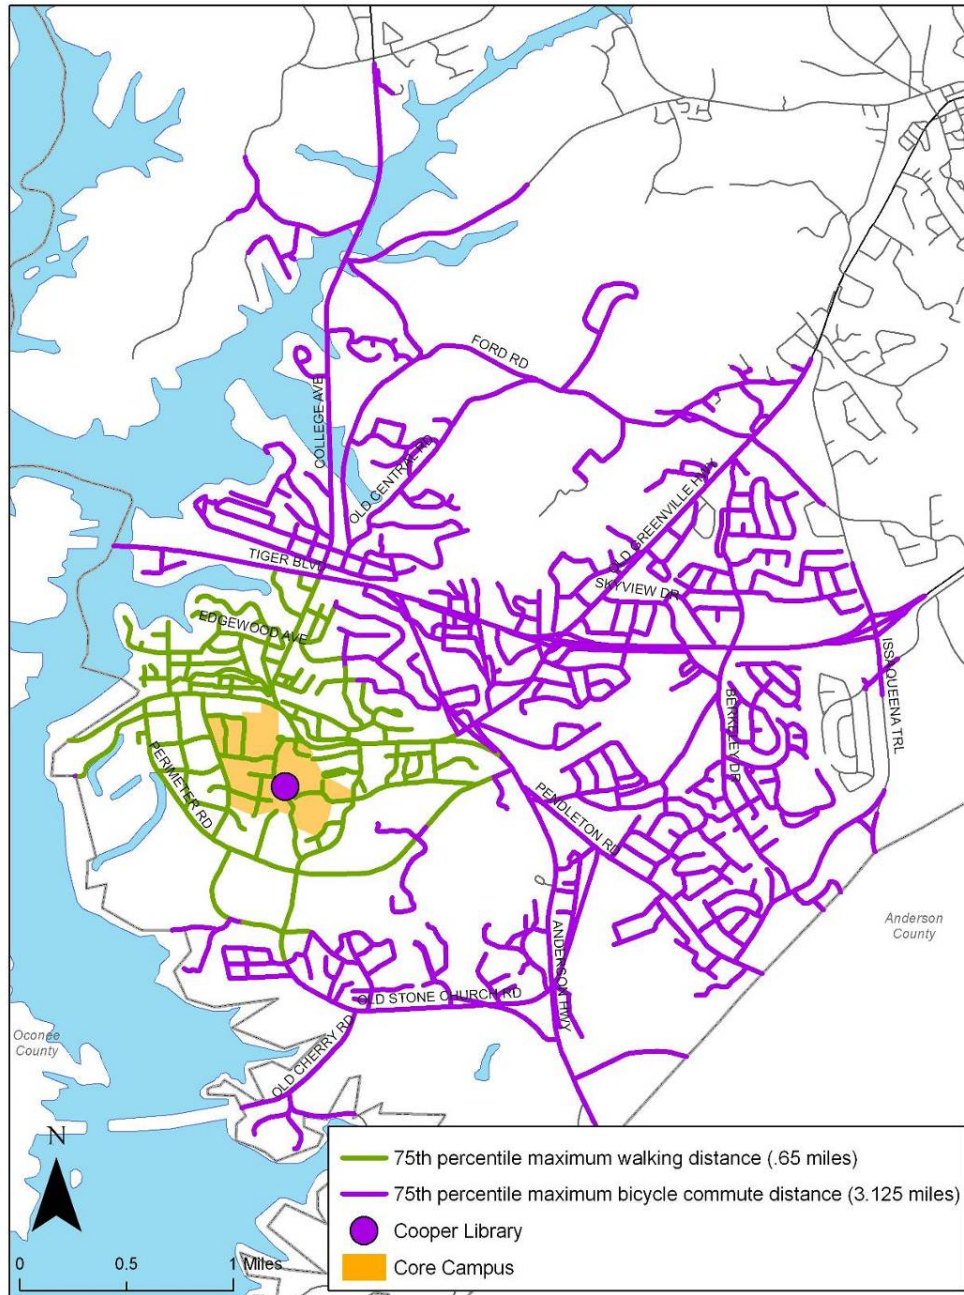 FORD RD
COLLEGE AVE
OLD CENTRAL RD
OLD GREENVILLE HWY
TIGER BLVD
SKYVIEW DR
EDGEWOOD AVE
ISSAQUEENA TRL
BERKELEY DR
PERIMETER RD
PENDLETON RD
Anderson
County
ANDERSON HWY
OLD STONE CHURCH RD
Oconee
County
OLD CHERRY RD
N
0 0.5 1 Miles
75th percentile maximum walking distance (.65 miles)
75th percentile maximum bicycle commute distance (3.125 miles)
Cooper Library
Core Campus